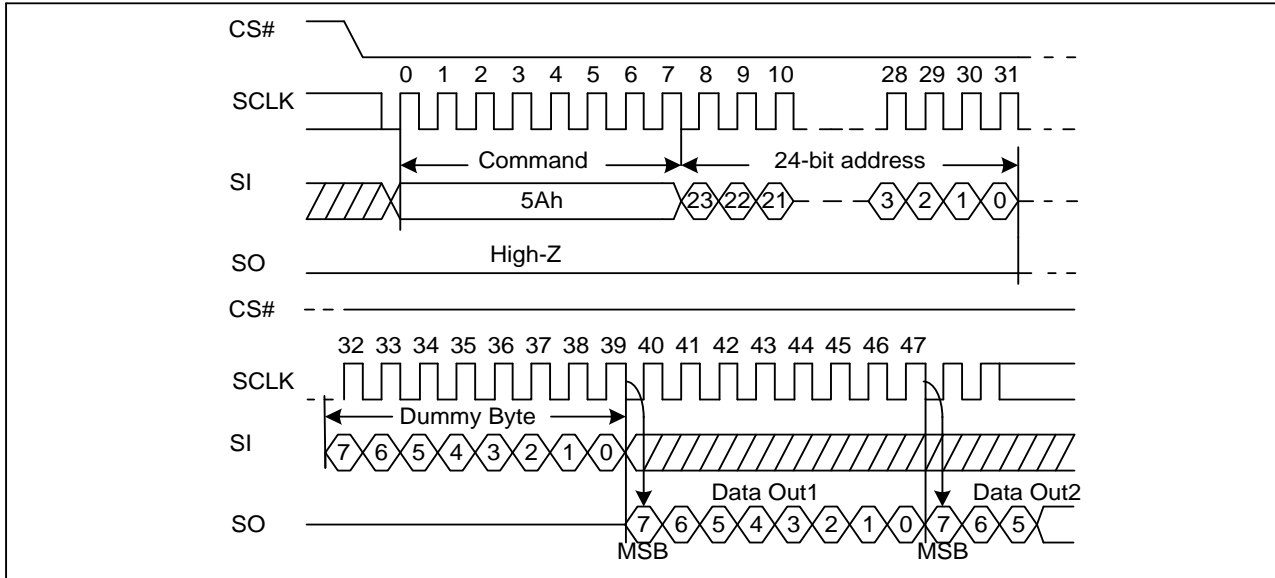 CS#
0 1 2 3 4 5 6 7 8 9 10 28 29 30 31
SCLK
Command 24-bit address
SI
5Ah 23 22 21 3 2 1 0
High-Z
SO
CS#
32 33 34 35 36 37 38 39 40 41 42 43 44 45 46 47
SCLK
Dummy Byte
SI
7 6 5 4 3 2 1 0
Data Out1 Data Out2
SO
7 6 5 4 3 2 1 0 7 6 5
MSB MSB